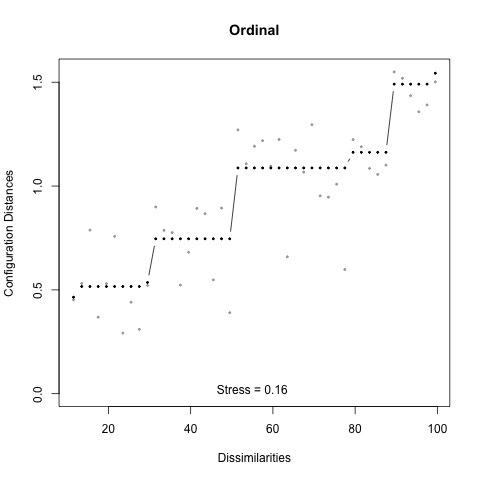 Ordinal
Configuration Distances
1.5
1.0
0.5
0.0
Stress = 0.16
20 40 60 80 100
Dissimilarities